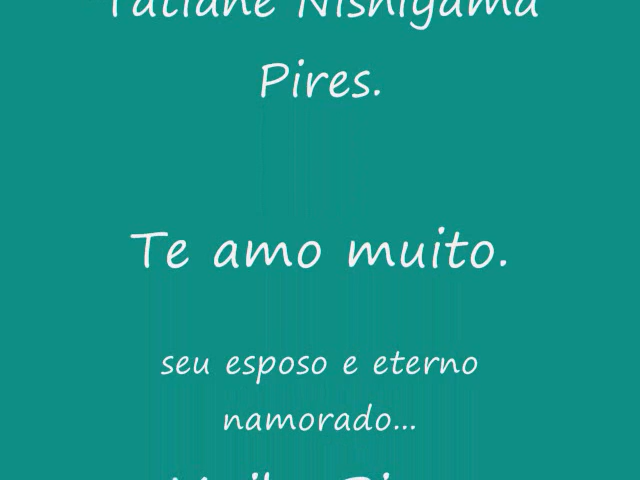 Tatiane Nishiyama
Pires.
Te amo muito.
seu esposo e eterno
namorado...